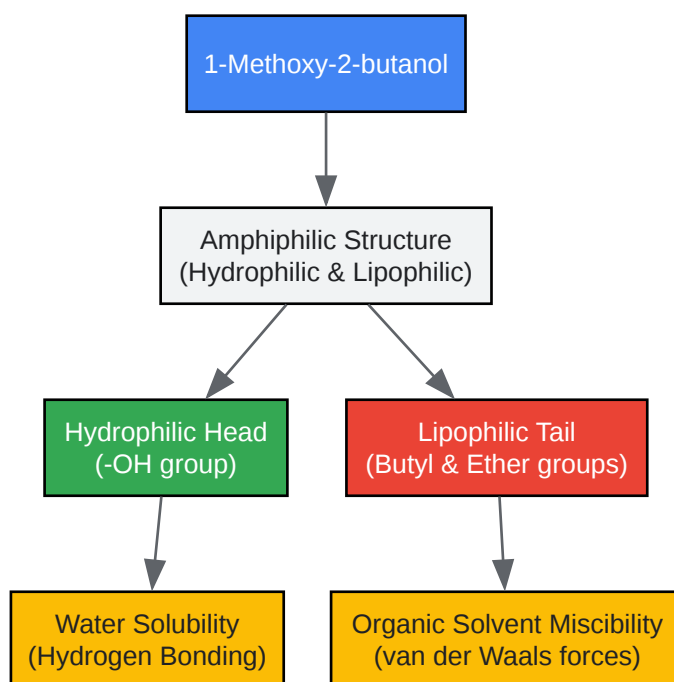 1-Methoxy-2-butanol
Amphiphilic Structure
(Hydrophilic & Lipophilic)
Hydrophilic Head
(-OH group)
Lipophilic Tail
(Butyl & Ether groups)
Water Solubility
(Hydrogen Bonding)
Organic Solvent Miscibility
(van der Waals forces)